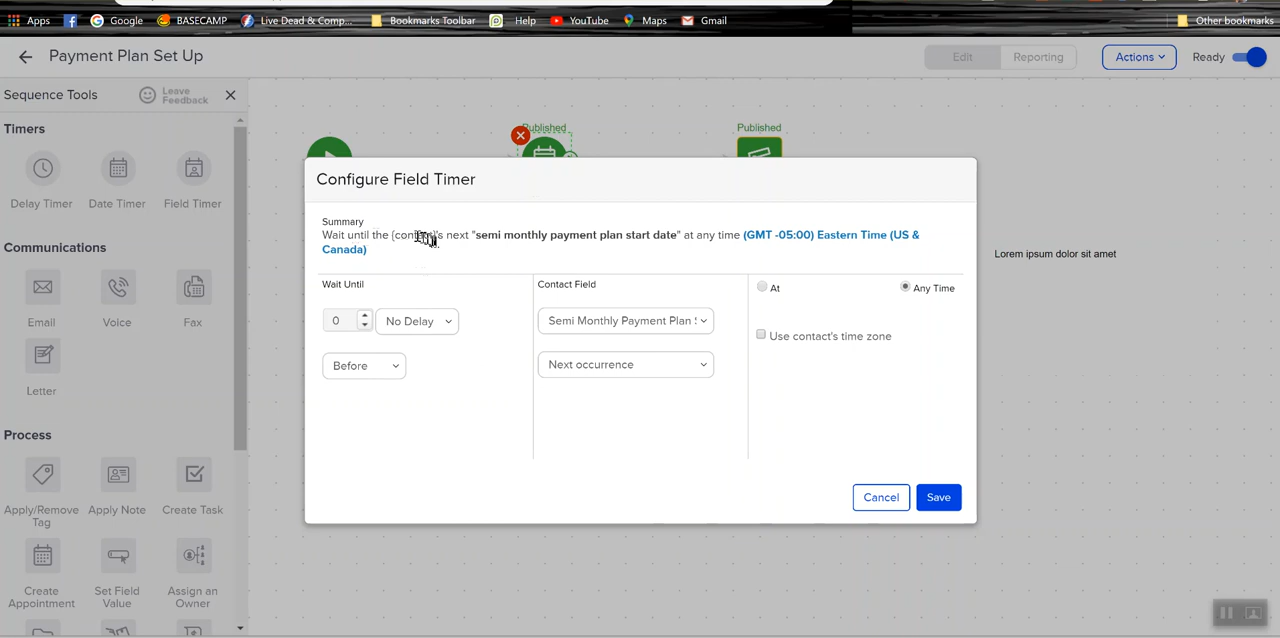 Apps Google BASECAMP Live Dead & Comp... Bookmarks Toolbar Help YouTube Maps Gmail Other bookmarks
Payment Plan Set Up Edit Reporting Actions Ready
Sequence Tools Leave
Feedback
Timers
Published Published
Delay Timer Date Timer Field Timer
Communications
Email Voice Fax
Letter
Process
Apply/Remove
Tag
Apply Note
Create Task
Create
Appointment
Set Field
Value
Assign an
Owner
Configure Field Timer
Summary
Wait until the next "semi monthly payment plan start date" at any time (GMT -05:00) Eastern Time (US &
Canada)
Wait Until Contact Field At Any Time
0 No Delay Semi Monthly Payment Plan
Use contact's time zone
Before Next occurrence
Cancel Save
Lorem ipsum dolor sit amet